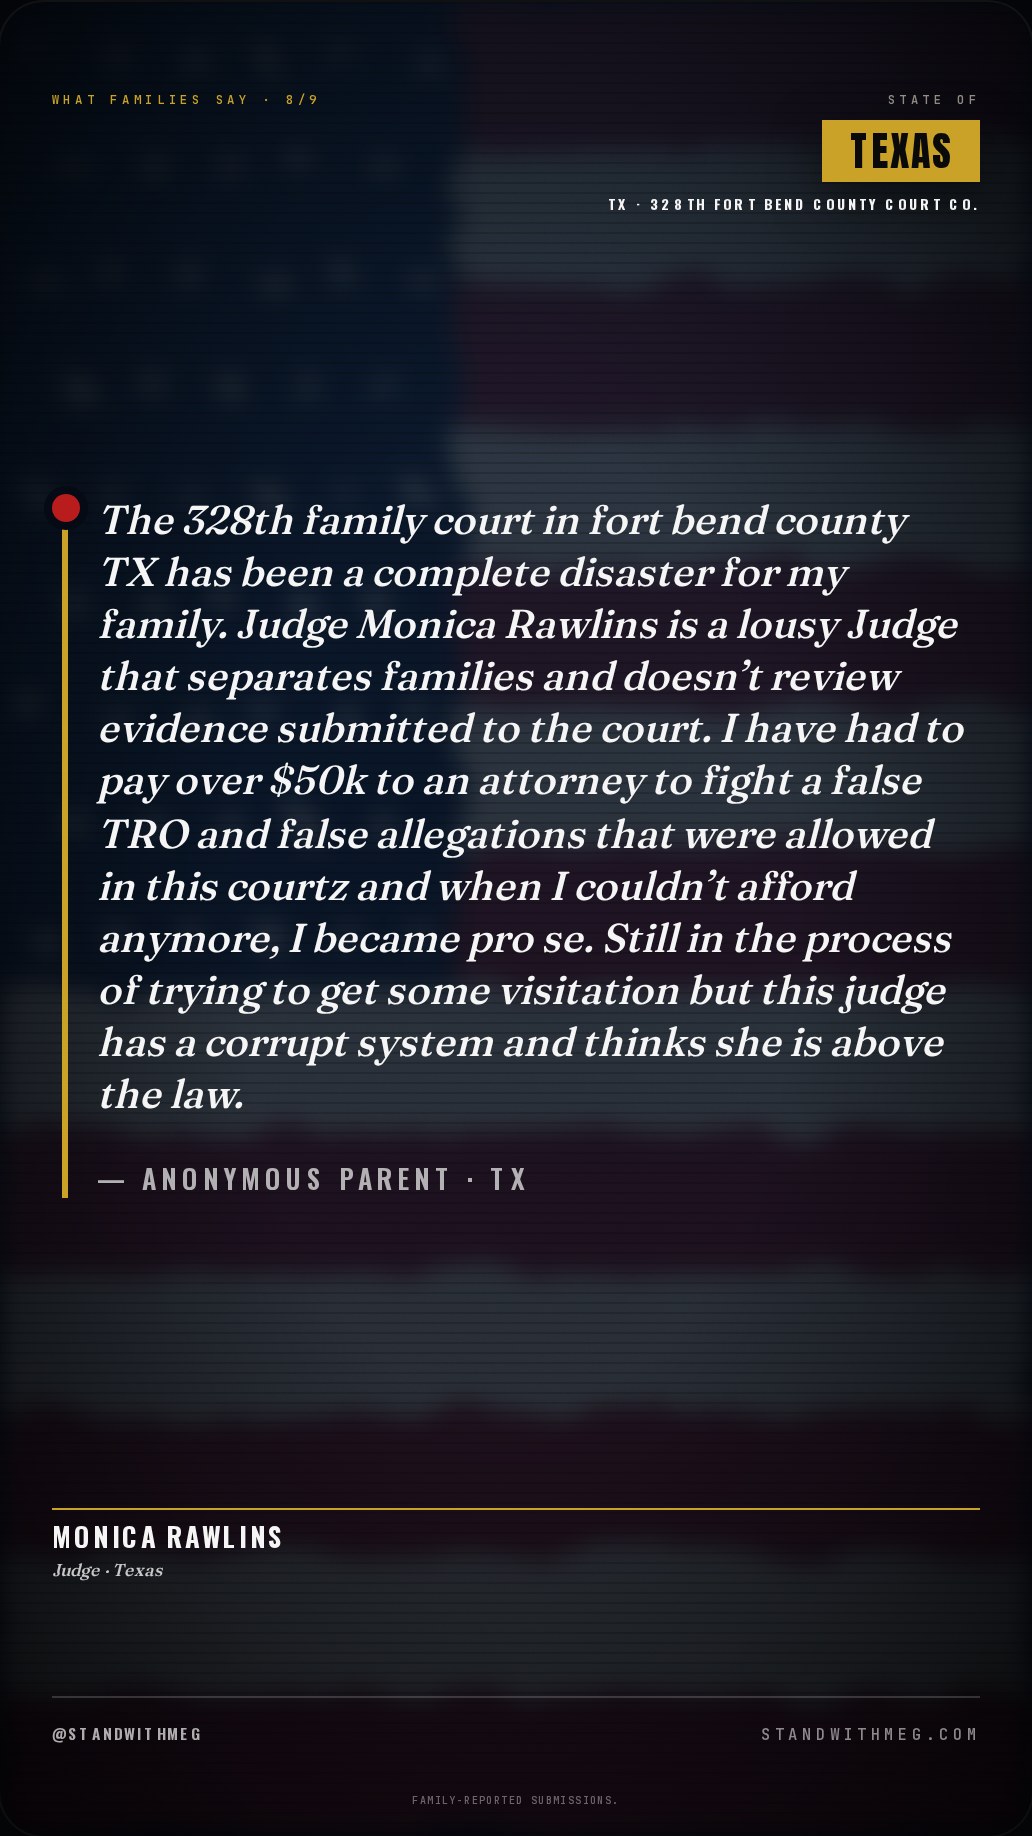 WHAT FAMILIES SAY · 8/9
STATE OF
TEXAS
TX · 328TH FORT BEND COUNTY COURT CO.
The 328th family court in fort bend county
TX has been a complete disaster for my
family. Judge Monica Rawlins is a lousy Judge
that separates families and doesn’t review
evidence submitted to the court. I have had to
pay over $50k to an attorney to fight a false
TRO and false allegations that were allowed
in this courtz and when I couldn’t afford
anymore, I became pro se. Still in the process
of trying to get some visitation but this judge
has a corrupt system and thinks she is above
the law.
— ANONYMOUS PARENT · TX
MONICA RAWLINS
Judge · Texas
@STANDWITHMEG
STANDWITHMEG.COM
FAMILY-REPORTED SUBMISSIONS.